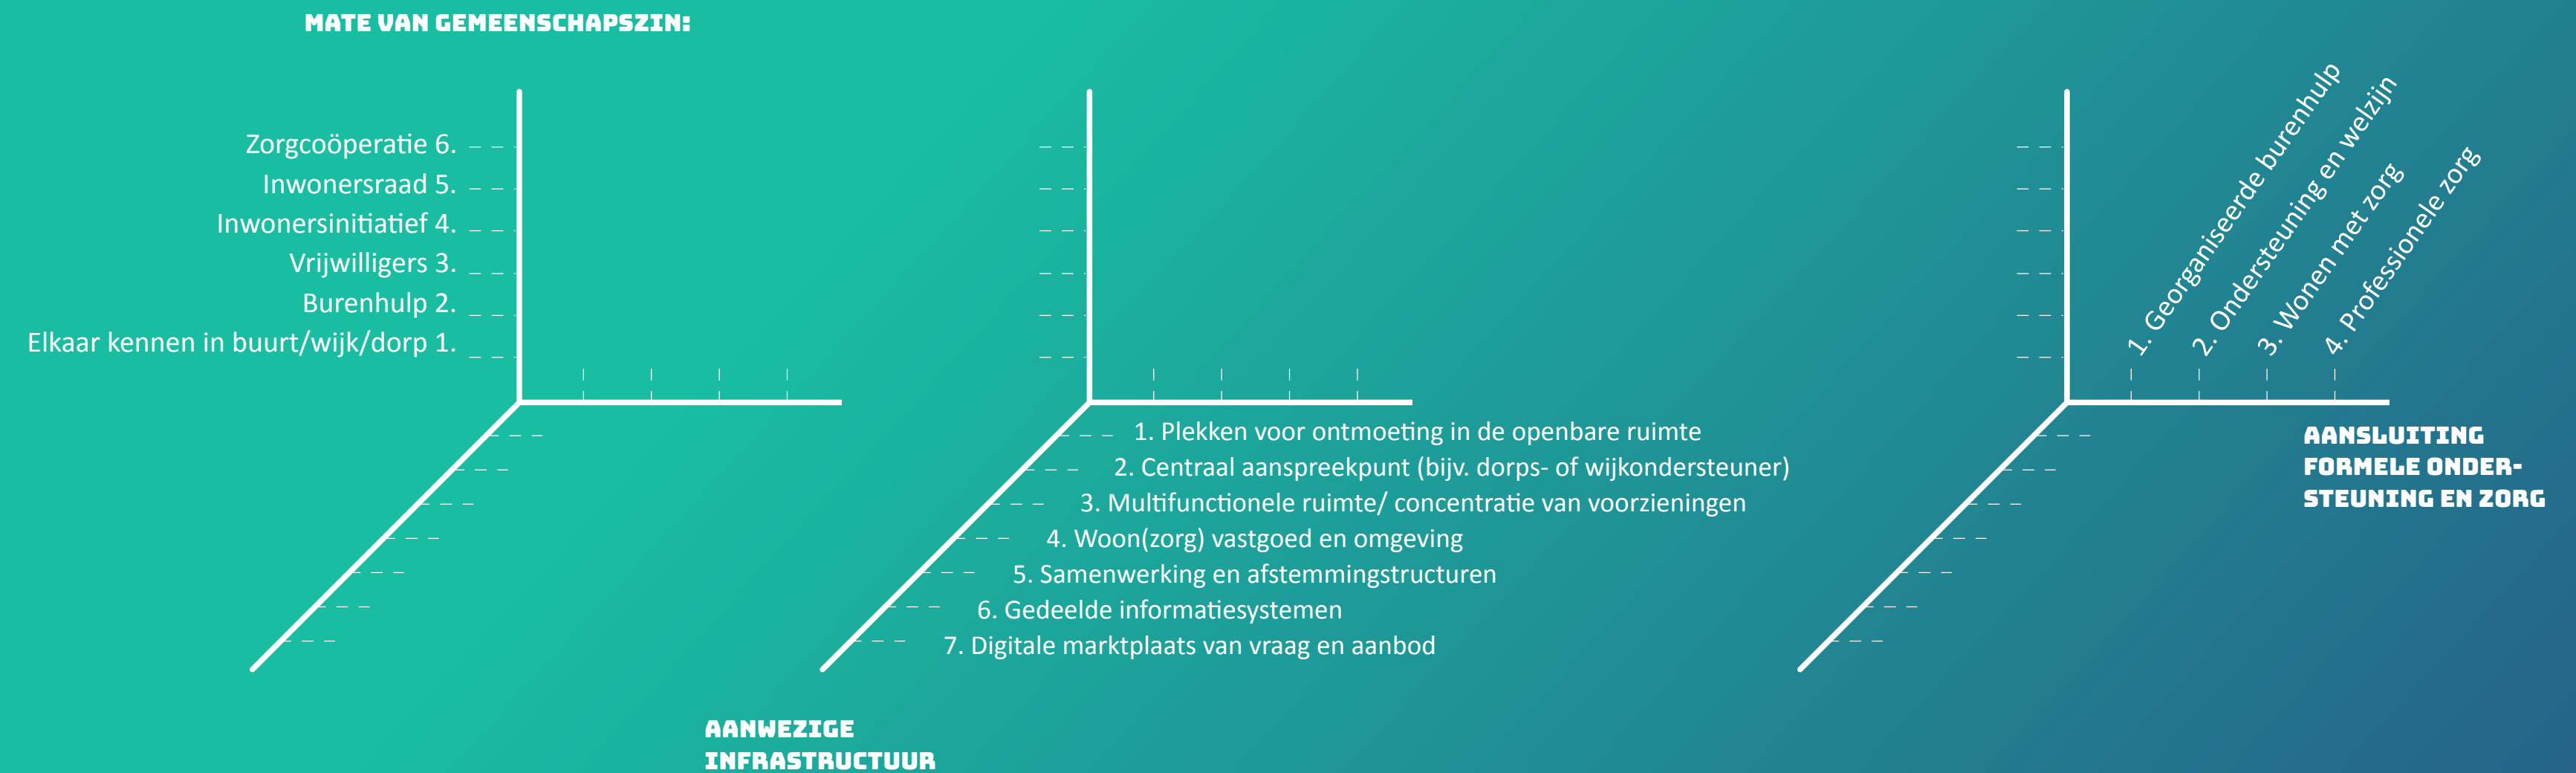 MATE VAN GEMEENSCHAPSZIN:
Zorgcoöperatie 6.
Inwonersraad 5.
Inwonersinitiatief 4.
Vrijwilligers 3.
Burenhulp 2.
Elkaar kennen in buurt/wijk/dorp 1.
1. Plekken voor ontmoeting in de openbare ruimte
2. Centraal aanspreekpunt (bijv. dorps- of wijkondersteuner)
3. Multifunctionele ruimte/ concentratie van voorzieningen
4. Woon(zorg) vastgoed en omgeving
5. Samenwerking en afstemmingstructuren
6. Gedeelde informatiesystemen
7. Digitale marktplaats van vraag en aanbod
AANWEZIGE
INFRASTRUCTUUR
1. Georganiseerde burenhulp
2. Ondersteuning en welzijn
3. Wonen met zorg
4. Professionele zorg
AANSLUITING
FORMELE ONDER-
STEUNING EN ZORG